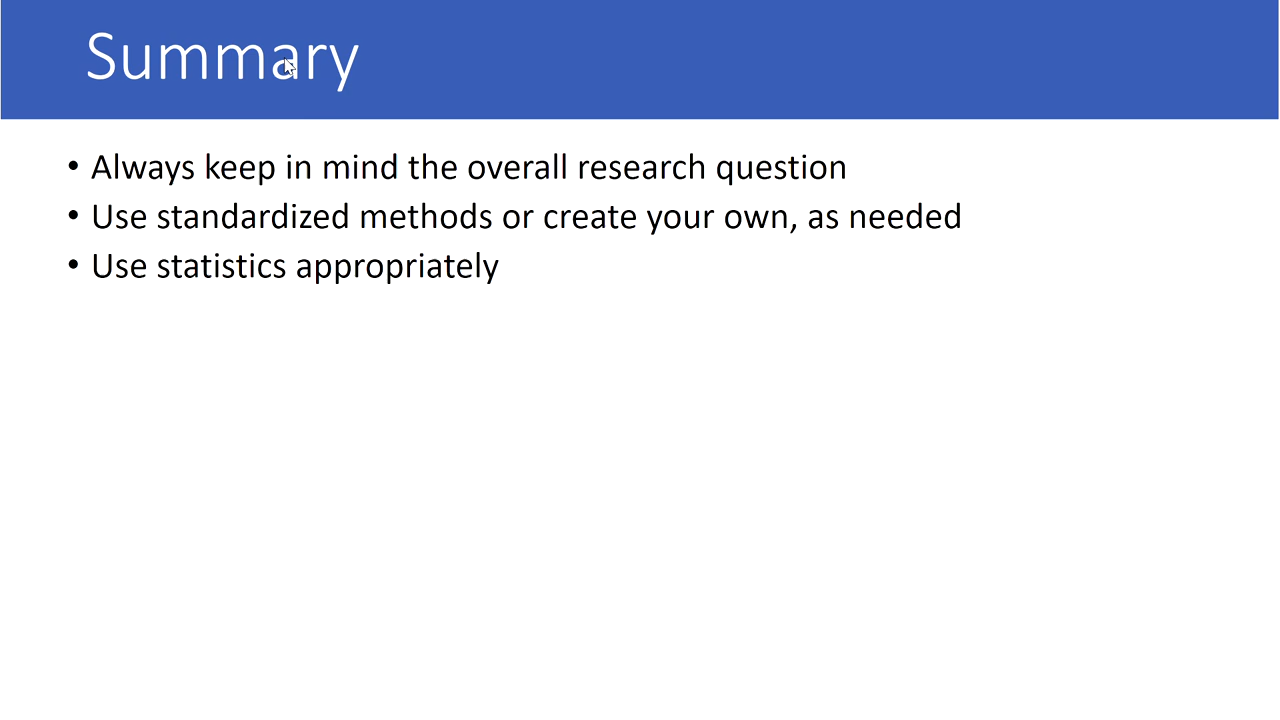 Summary
• Always keep in mind the overall research question
• Use standardized methods or create your own, as needed
• Use statistics appropriately